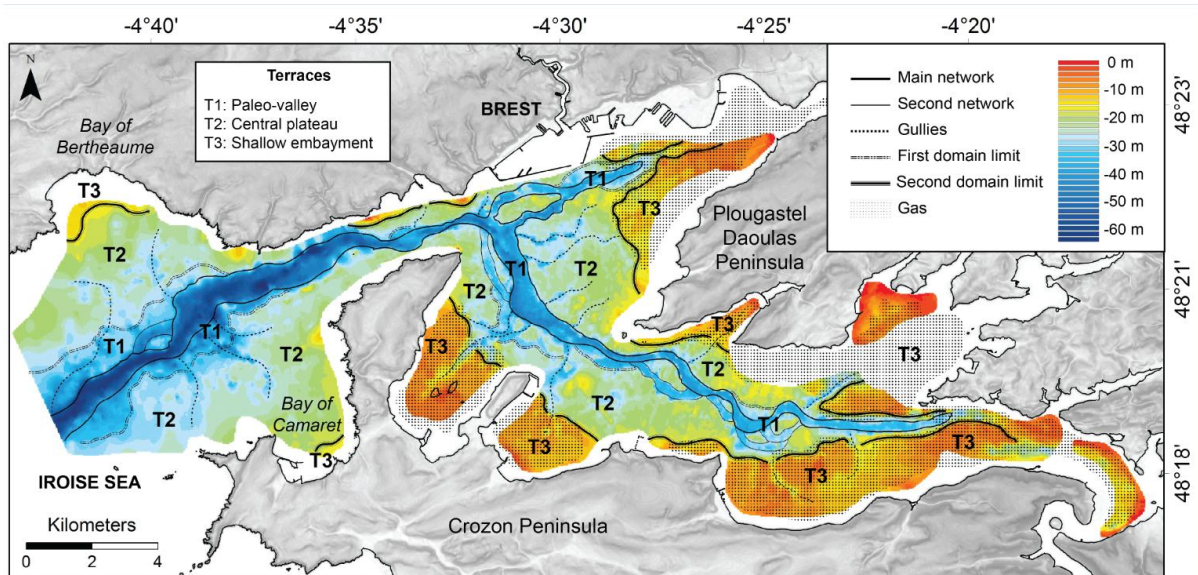 -4°40'
-4°35'
-4°30'
-4°25'
-4°20'
N
Terraces
T1: Paleo-valley
T2: Central plateau
T3: Shallow embayment
BREST
Bay of
Bertheaume
Main network
Second network
Gullies
First domain limit
Second domain limit
Gas
0 m
-10 m
-20 m
-30 m
-40 m
-50 m
-60 m
48°23'
48°21'
48°18'
T3
T2
T1
T3
T2
Plougastel
Daoulas
Peninsula
T1
T2
T3
T3
T3
T1
T1
T2
T2
T2
T2
T1
T3
T3
T3
T3
Bay of
Camaret
T3
IROISE SEA
Kilometers
0 2 4
Crozon Peninsula